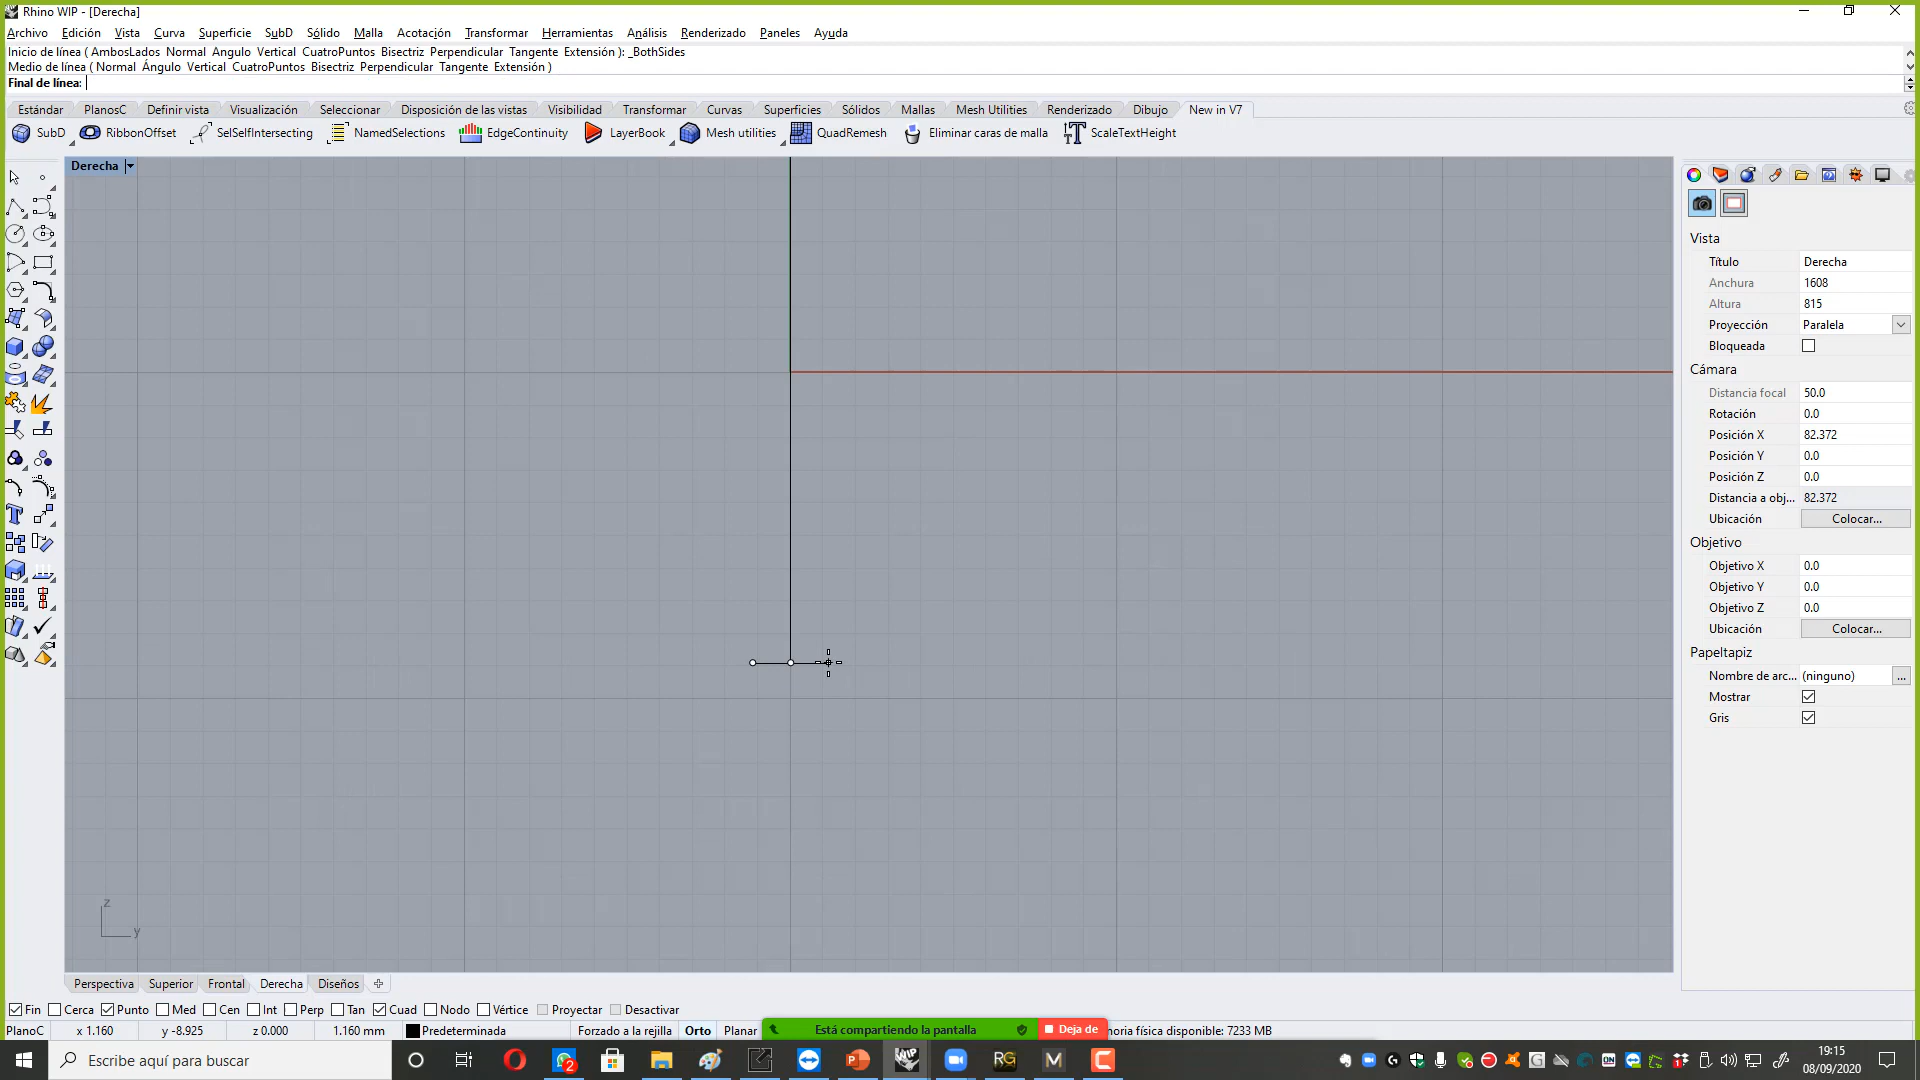 Rhino WIP - [Derecha]
Archivo Edición Vista Curva Superficie SubD Sólido Malla Acotación Transformar Herramientas Análisis Renderizado Paneles Ayuda
Inicio de línea ( AmbosLados Normal Angulo Vertical CuatroPuntos Bisectriz Perpendicular Tangente Extensión ): _BothSides
Medio de línea ( Normal Ángulo Vertical CuatroPuntos Bisectriz Perpendicular Tangente Extensión )
Final de línea:
Estándar PlanosC Definir vista Visualización Seleccionar Disposición de las vistas Visibilidad Transformar Curvas Superficies Sólidos Mallas Mesh Utilities Renderizado Dibujo New in V7
SubD RibbonOffset SelSelfIntersecting NamedSelections EdgeContinuity LayerBook Mesh utilities QuadRemesh Eliminar caras de malla ScaleTextHeight
Derecha
Vista
Título Derecha
Anchura 1608
Altura 815
Proyección Paralela
Bloqueada
Cámara
Distancia focal 50.0
Rotación 0.0
Posición X 82.372
Posición Y 0.0
Posición Z 0.0
Distancia a obj... 82.372
Ubicación Colocar...
Objetivo
Objetivo X 0.0
Objetivo Y 0.0
Objetivo Z 0.0
Ubicación Colocar...
Papeltapiz
Nombre de arc... (ninguno) ...
Mostrar
Gris
z
y
Perspectiva Superior Frontal Derecha Diseños
Fin Cerca Punto Med Cen Int Perp Tan Cuad Nodo Vértice Proyectar Desactivar
PlanoC x 1.160 y -8.925 z 0.000 1.160 mm Predeterminada Forzado a la rejilla Orto Planar Está compartiendo la pantalla Deja de noria física disponible: 7233 MB
Escribe aquí para buscar
2
WIP
RG
M
ON
19:15
08/09/2020